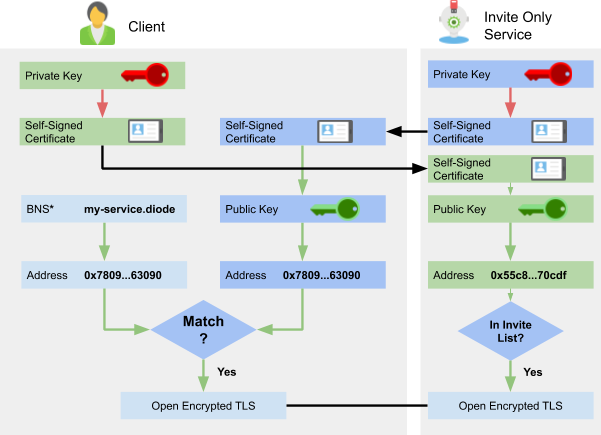 Client
Invite Only
Service
Private Key
Private Key
Self-Signed
Certificate
Self-Signed
Certificate
Self-Signed
Certificate
Self-Signed
Certificate
BNS* my-service.diode
Public Key
Public Key
Address 0x7809...63090
Address 0x7809...63090
Address 0x55c8...70cdf
Match
?
In Invite
List?
Yes
Yes
Open Encrypted TLS
Open Encrypted TLS